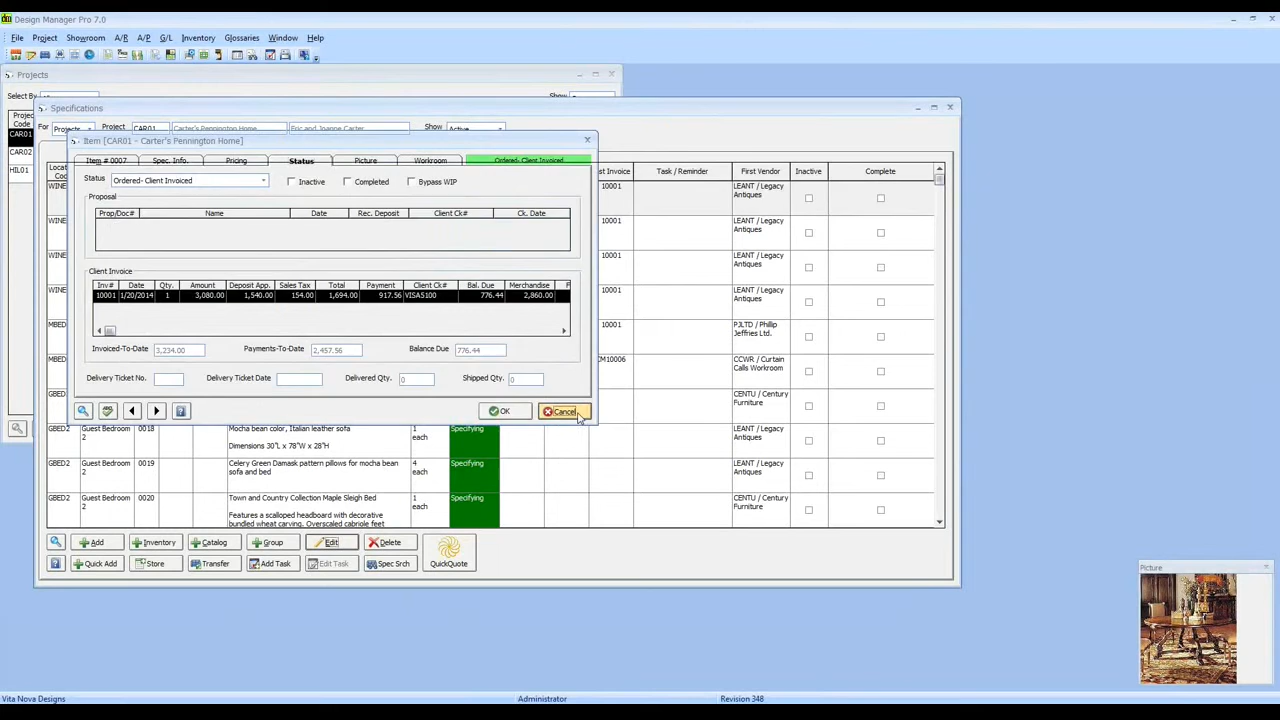 Design Manager Pro 7.0
File Project Showroom A/R A/P G/L Inventory Glossaries Window Help
Projects
Select By Show
Specifications
For Projects Project CAR01 Carter's Pennington Home Eric and Joanne Carter Show Active
Project Code
CAR01
CAR02
HIL01
Item [CAR01 - Carter's Pennington Home]
Item # 0007 Spec. Info. Pricing Status Picture Workroom Ordered- Client Invoiced
Status Ordered- Client Invoiced Inactive Completed Bypass WIP
Proposal
Prop/Doc# Name Date Rec. Deposit Client Ck# Ck. Date
Client Invoice
Inv# Date Qty. Amount Deposit App. Sales Tax Total Payment Client Ck# Bal. Due Merchandise F
10001 1/20/2014 1 3,080.00 1,540.00 154.00 1,694.00 917.56 VISA5100 776.44 2,860.00
Invoiced-To-Date 3,234.00 Payments-To-Date 2,457.56 Balance Due 776.44
Delivery Ticket No. Delivery Ticket Date Delivered Qty. 0 Shipped Qty. 0
OK Cancel
Invoice Task / Reminder First Vendor Inactive Complete
WINE 10001 LEANT / Legacy Antiques
10001 LEANT / Legacy Antiques
WINE 10001 LEANT / Legacy Antiques
WINE 10001 LEANT / Legacy Antiques
MBED 10001 PJLTD / Phillip Jeffries Ltd.
CM10006 CCWR / Curtain Calls Workroom
GBED2 Guest Bedroom 2 CENTU / Century Furniture
GBED2 Guest Bedroom 2 0018 Mocha bean color, Italian leather sofa
Dimensions 30"L x 78"W x 28"H 1 each Specifying LEANT / Legacy Antiques
GBED2 Guest Bedroom 2 0019 Celery Green Damask pattern pillows for mocha bean sofa and bed 4 each Specifying LEANT / Legacy Antiques
GBED2 Guest Bedroom 2 0020 Town and Country Collection Maple Sleigh Bed
Features a scalloped headboard with decorative bundled wheat carving. Overscaled cabriole feet 1 each Specifying CENTU / Century Furniture
Add Inventory Catalog Group Edit Delete
Quick Add Store Transfer Add Task Edit Task Spec Srch QuickQuote
Picture
Vita Nova Designs Administrator Revision 348